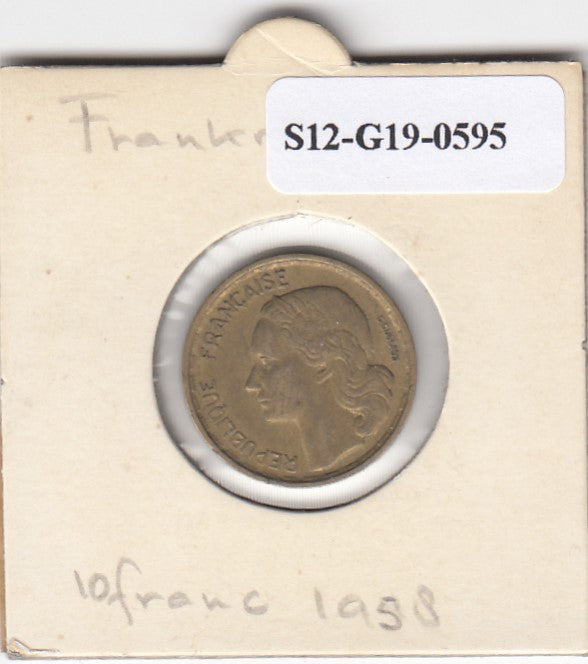 Frankr
S12-G19-0595
REPUBLIQUE FRANÇAISE
10 franc 1958